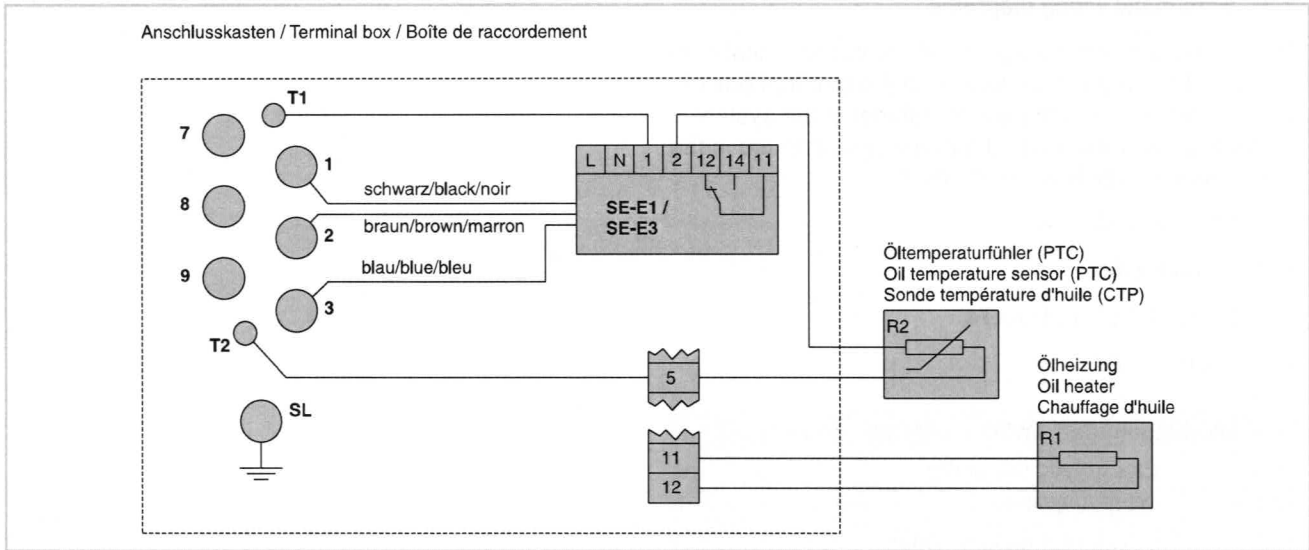 Anschlusskasten / Terminal box / Boîte de raccordement
T1
7
1
L N 1 2 12 14 11
schwarz/black/noir
8
SE-E1 /
SE-E3
braun/brown/marron
2
9
blau/blue/bleu
3
Öltemperaturfühler (PTC)
Oil temperature sensor (PTC)
Sonde température d'huile (CTP)
R2
T2
5
Ölheizung
Oil heater
Chauffage d'huile
SL
R1
11
12